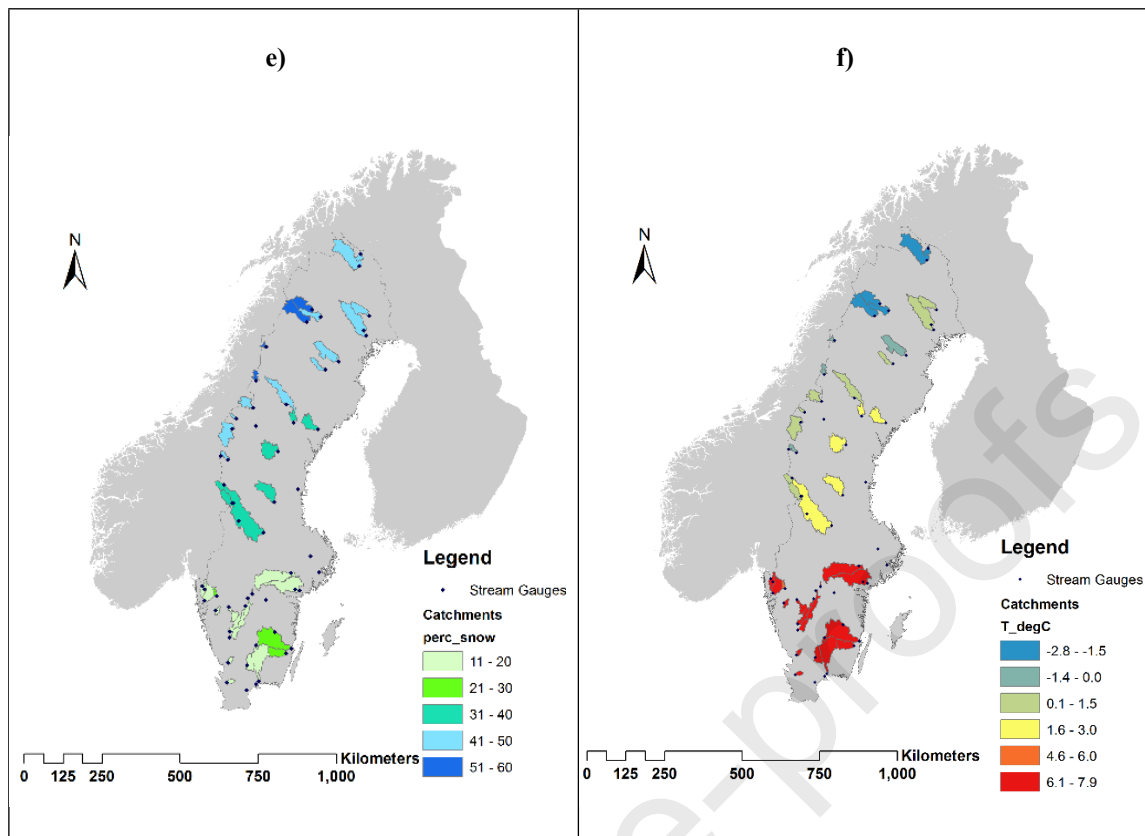 e)
N
Legend
Stream Gauges
Catchments
perc_snow
11 - 20
21 - 30
31 - 40
41 - 50
51 - 60
Kilometers
0 125 250 500 750 1,000
f)
N
Legend
Stream Gauges
Catchments
T_degC
-2.8 - -1.5
-1.4 - 0.0
0.1 - 1.5
1.6 - 3.0
4.6 - 6.0
6.1 - 7.9
Kilometers
0 125 250 500 750 1,000
e-proofs